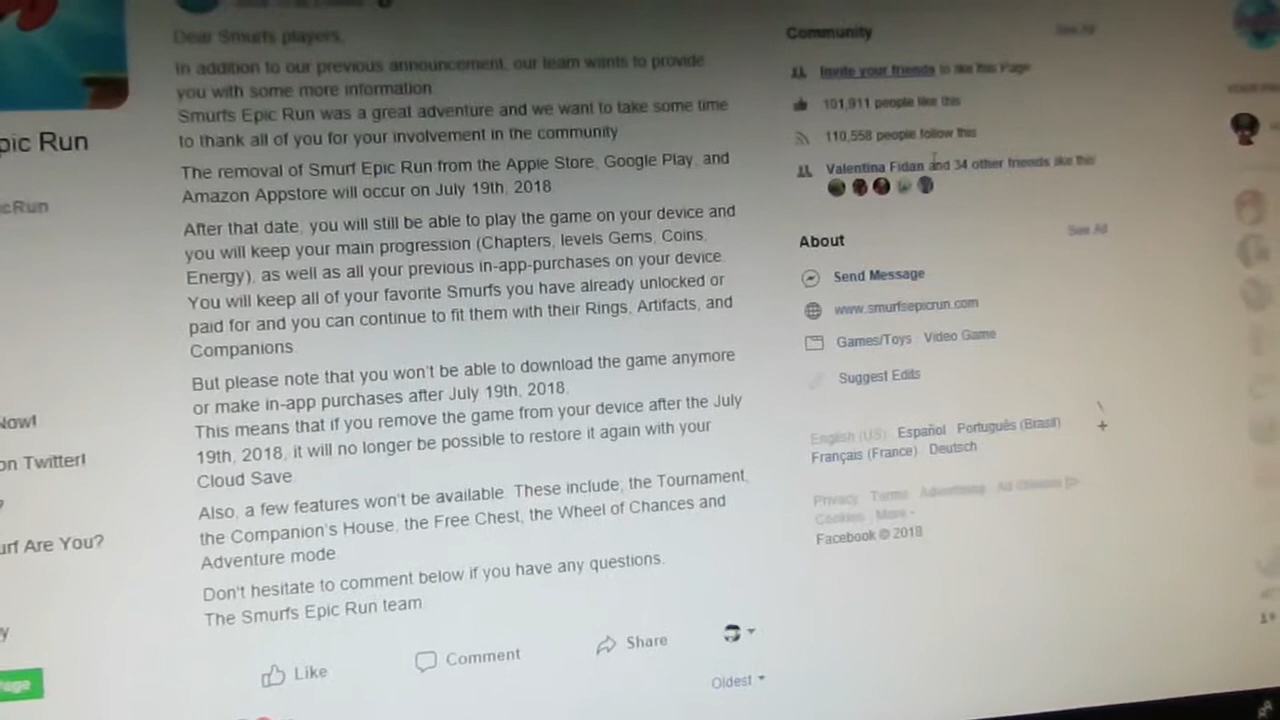 Dear Smurfs players,
In addition to our previous announcement, our team wants to provide
you with some more information.
Smurfs Epic Run was a great adventure and we want to take some time
to thank all of you for your involvement in the community
The removal of Smurf Epic Run from the Apple Store, Google Play, and
Amazon Appstore will occur on July 19th, 2018
After that date, you will still be able to play the game on your device and
you will keep your main progression (Chapters, levels Gems, Coins,
Energy), as well as all your previous in-app-purchases on your device.
You will keep all of your favorite Smurfs you have already unlocked or
paid for and you can continue to fit them with their Rings, Artifacts, and
Companions.
But please note that you won't be able to download the game anymore
or make in-app purchases after July 19th, 2018.
This means that if you remove the game from your device after the July
19th, 2018, it will no longer be possible to restore it again with your
Cloud Save
Also, a few features won't be available. These include, the Tournament,
the Companion's House, the Free Chest, the Wheel of Chances and
Adventure mode
Don't hesitate to comment below if you have any questions.
The Smurfs Epic Run team
Like Comment Share
Oldest
pic Run
cRun
Now!
on Twitter!
?
urf Are You?
y
Page
Community
See All
Invite your friends to like this Page
101,911 people like this
110,558 people follow this
Valentina Fidan and 34 other friends like this
About
See All
Send Message
www.smurfsepicrun.com
Games/Toys · Video Game
Suggest Edits
English (US) · Español · Português (Brasil) ·
Français (France) · Deutsch
+
Privacy · Terms · Advertising · Ad Choices
Cookies · More
Facebook © 2018